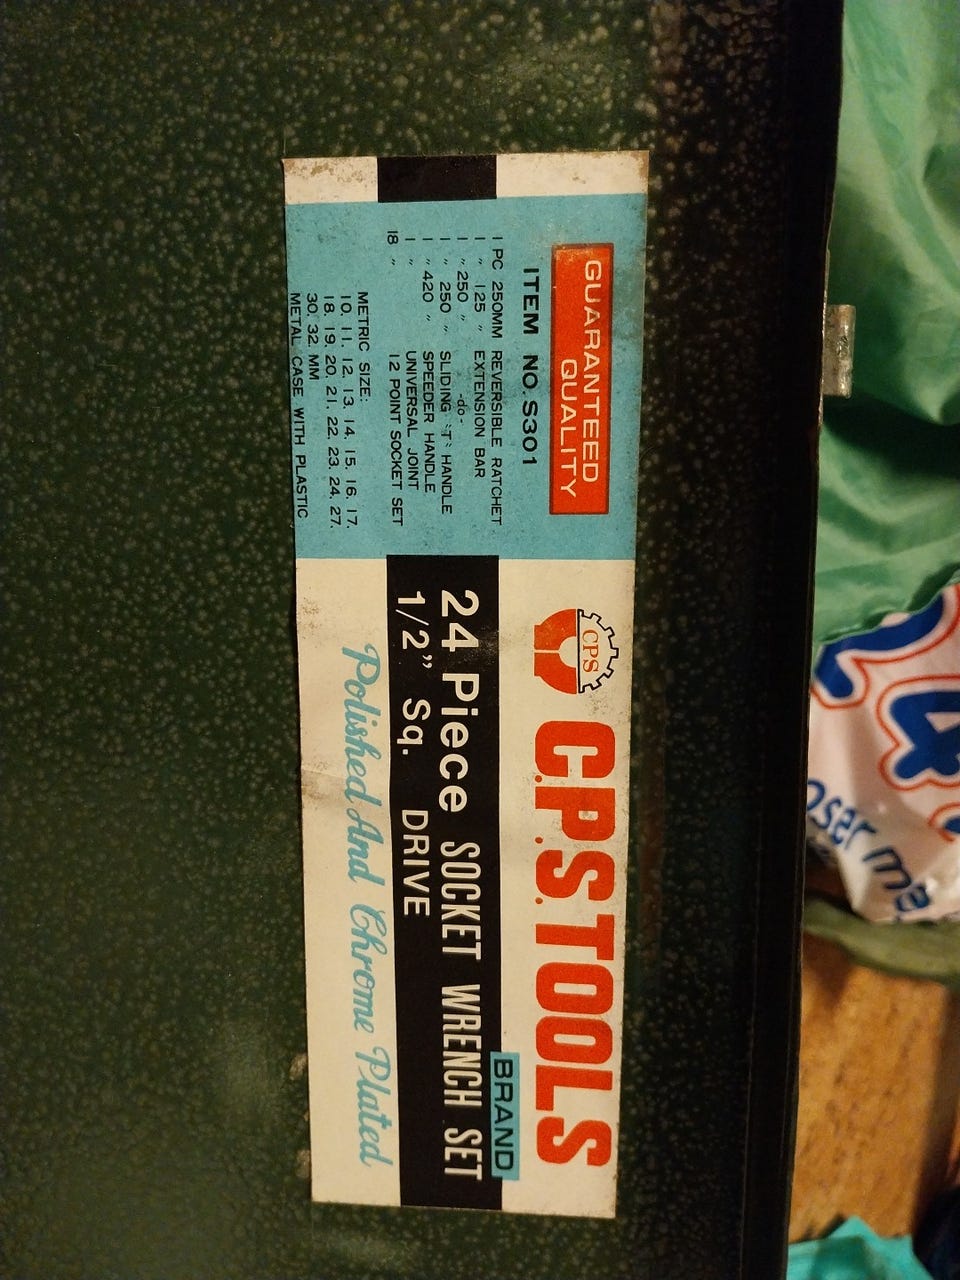 GUARANTEED
QUALITY
ITEM NO. S301
1 PC 250MM REVERSIBLE RATCHET
1 〃 125 〃 EXTENSION BAR
1 〃 250 〃 -do-
1 〃 250 〃 SLIDING "T" HANDLE
1 〃 420 〃 SPEEDER HANDLE
1 〃 UNIVERSAL JOINT
18 〃 12 POINT SOCKET SET
METRIC SIZE:
10. 11. 12. 13. 14. 15. 16. 17.
18. 19. 20. 21. 22. 23. 24. 27.
30. 32. MM
METAL CASE WITH PLASTIC
CPS
C.P.S. TOOLS
BRAND
24 Piece SOCKET WRENCH SET
1/2” Sq. DRIVE
Polished And Chrome Plated